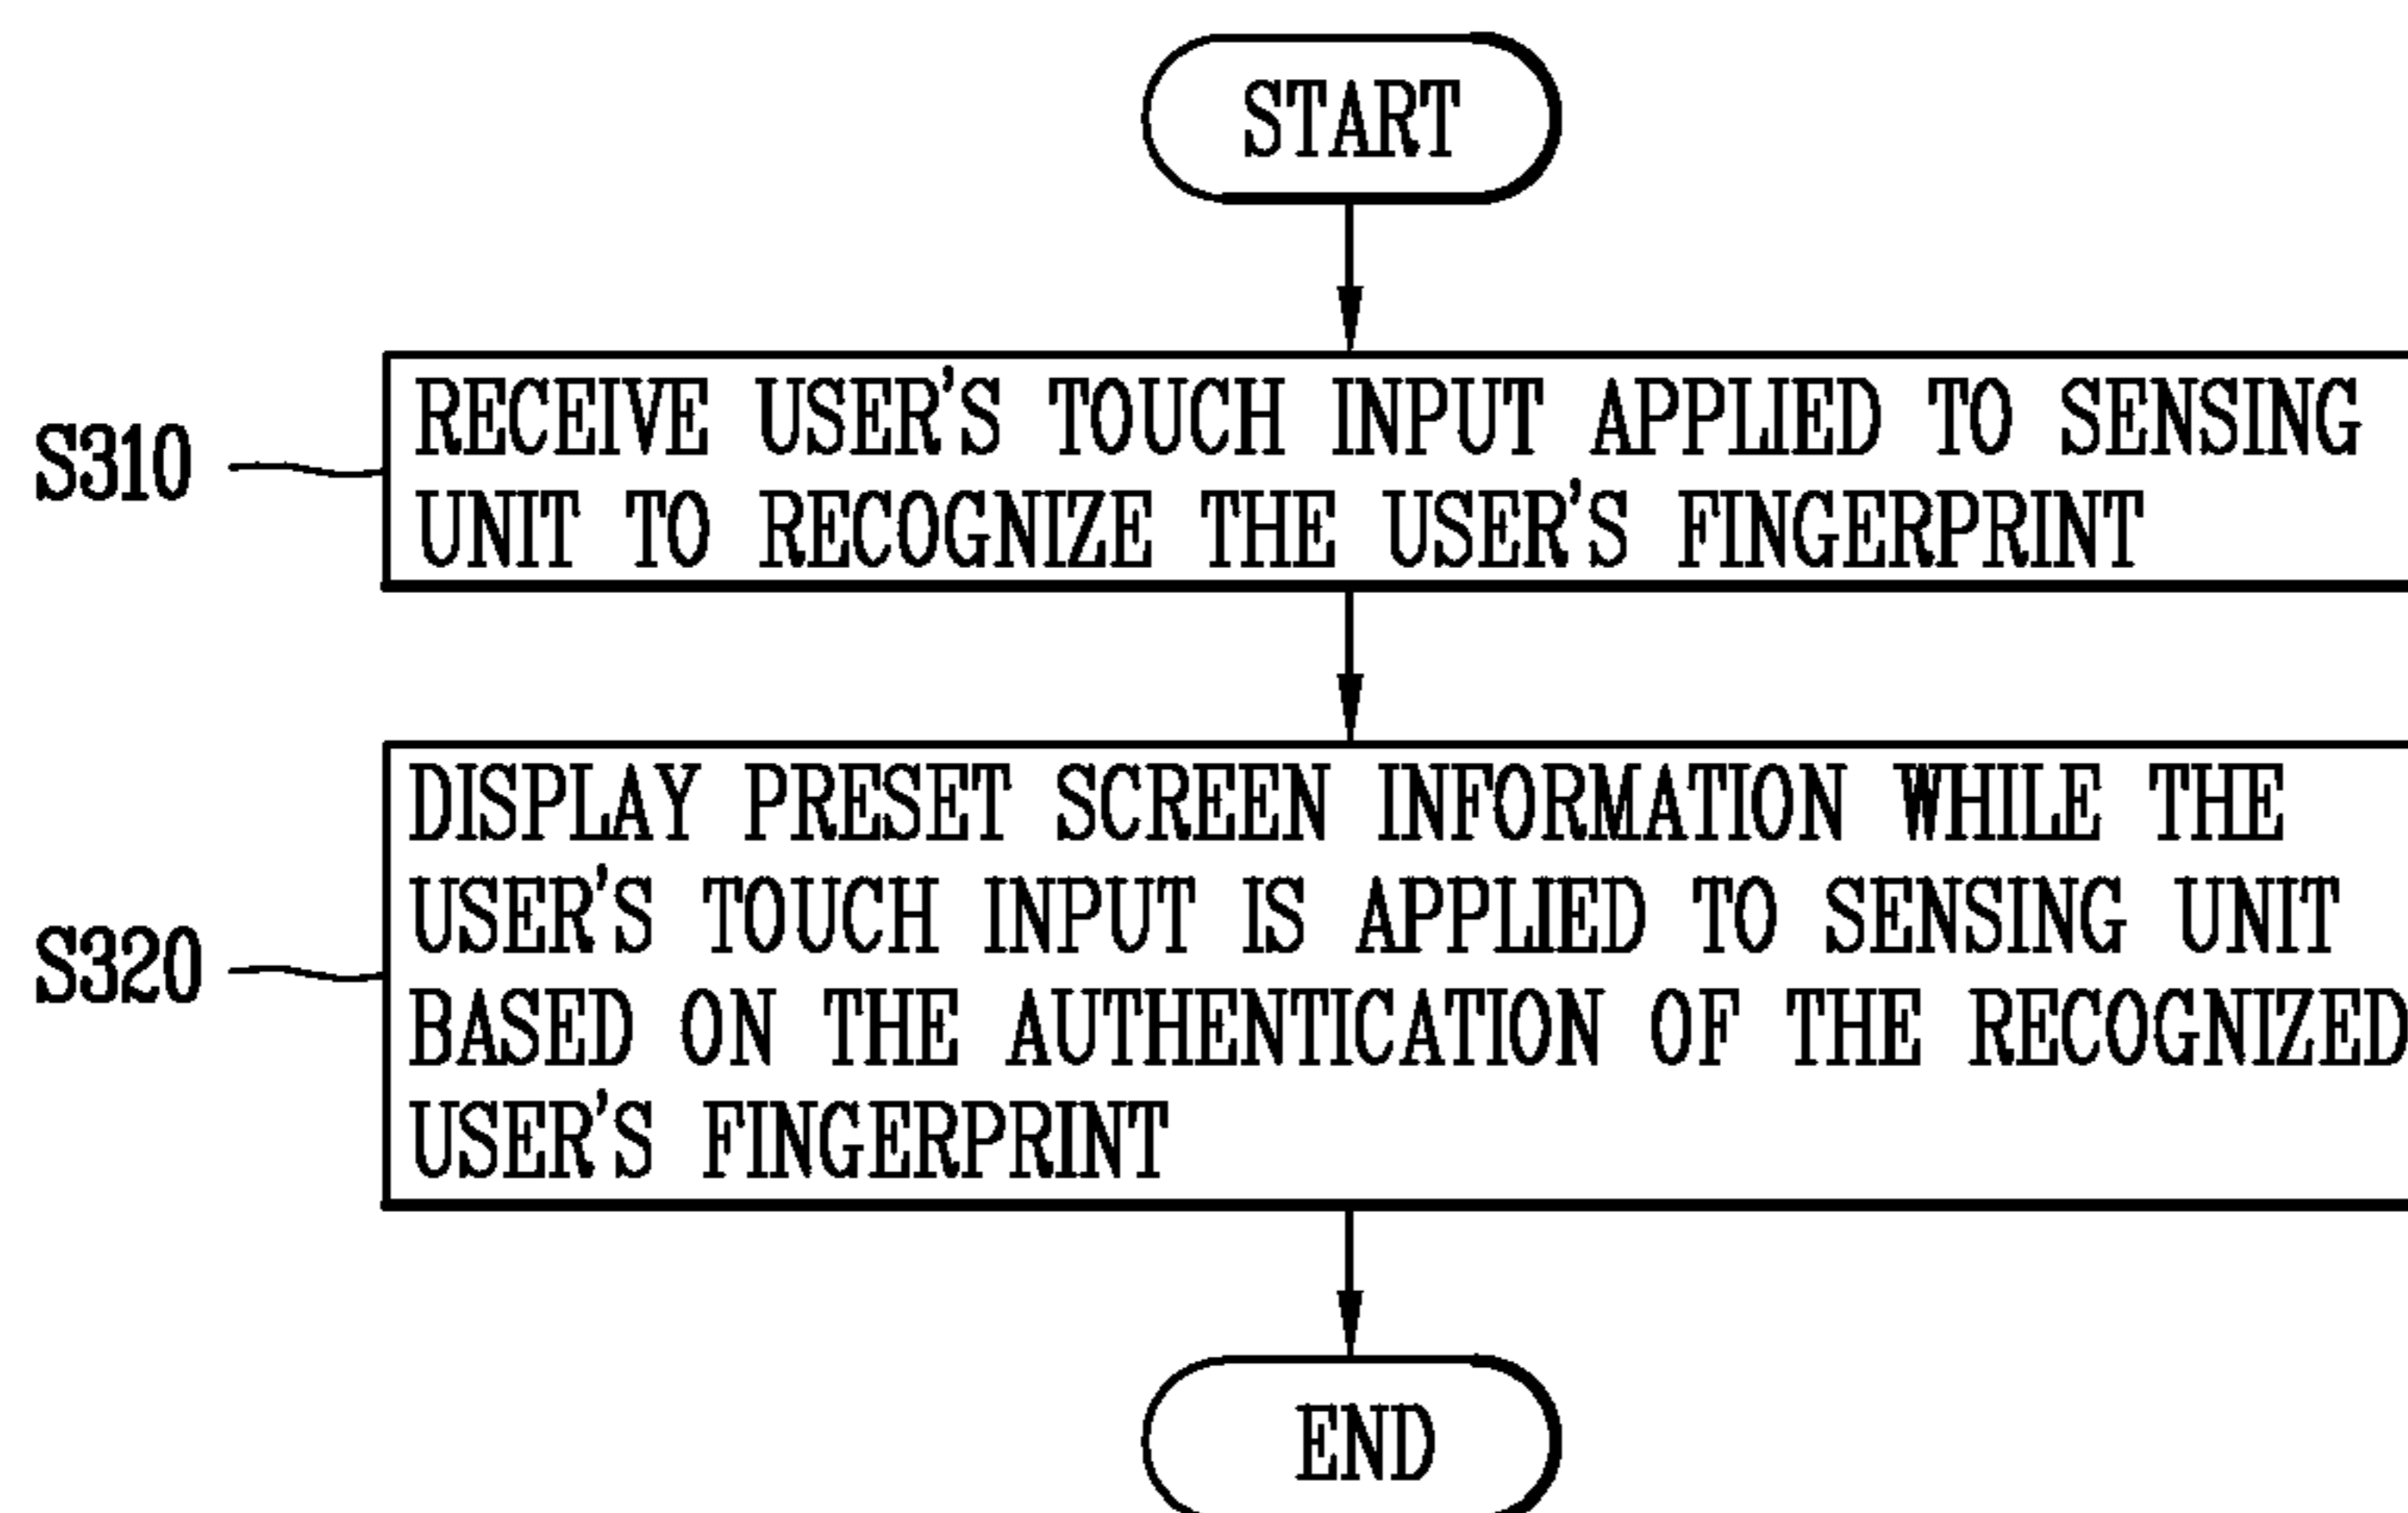 START
S310
RECEIVE USER'S TOUCH INPUT APPLIED TO SENSING
UNIT TO RECOGNIZE THE USER'S FINGERPRINT
S320
DISPLAY PRESET SCREEN INFORMATION WHILE THE
USER'S TOUCH INPUT IS APPLIED TO SENSING UNIT
BASED ON THE AUTHENTICATION OF THE RECOGNIZED
USER'S FINGERPRINT
END